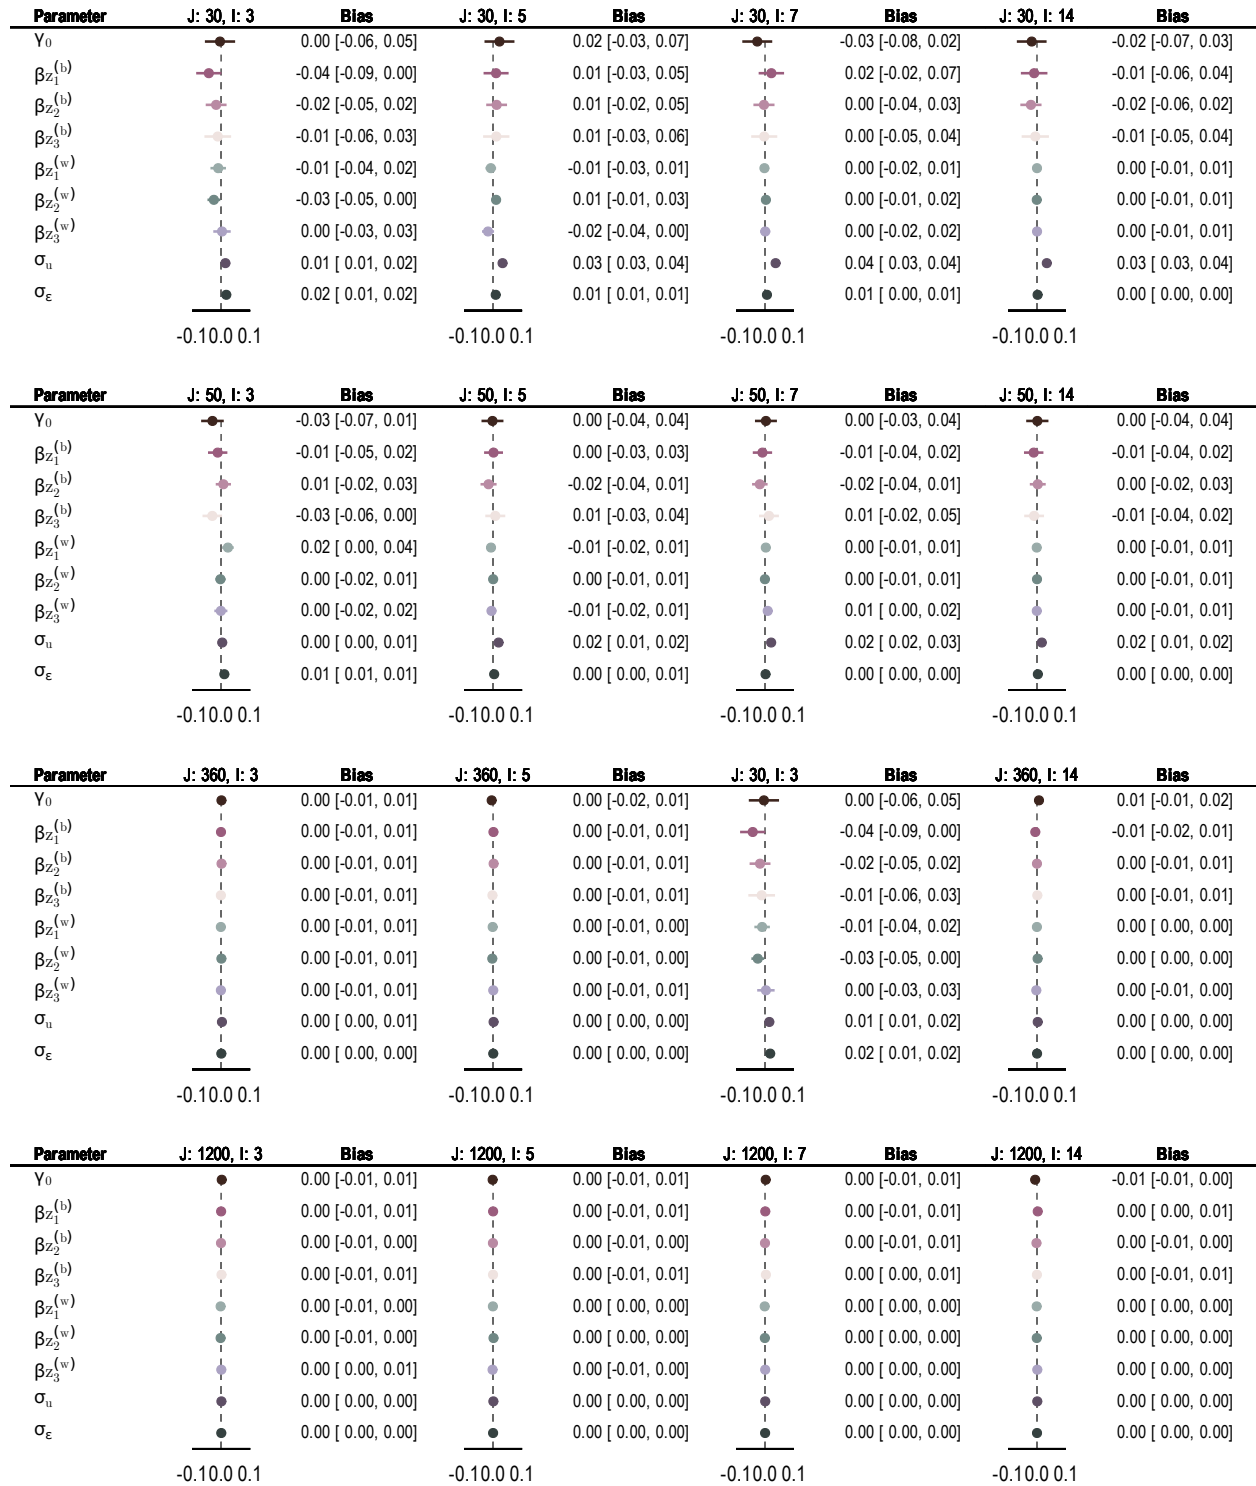 Parameter J: 30, I: 3 Bias J: 30, I: 5 Bias J: 30, I: 7 Bias J: 30, I: 14 Bias
γ0 0.00 [-0.06, 0.05] 0.02 [-0.03, 0.07] -0.03 [-0.08, 0.02] -0.02 [-0.07, 0.03]
βz1(b) -0.04 [-0.09, 0.00] 0.01 [-0.03, 0.05] 0.02 [-0.02, 0.07] -0.01 [-0.06, 0.04]
βz2(b) -0.02 [-0.05, 0.02] 0.01 [-0.02, 0.05] 0.00 [-0.04, 0.03] -0.02 [-0.06, 0.02]
βz3(b) -0.01 [-0.06, 0.03] 0.01 [-0.03, 0.06] 0.00 [-0.05, 0.04] -0.01 [-0.05, 0.04]
βz1(w) -0.01 [-0.04, 0.02] -0.01 [-0.03, 0.01] 0.00 [-0.02, 0.01] 0.00 [-0.01, 0.01]
βz2(w) -0.03 [-0.05, 0.00] 0.01 [-0.01, 0.03] 0.00 [-0.01, 0.02] 0.00 [-0.01, 0.01]
βz3(w) 0.00 [-0.03, 0.03] -0.02 [-0.04, 0.00] 0.00 [-0.02, 0.02] 0.00 [-0.01, 0.01]
σu 0.01 [ 0.01, 0.02] 0.03 [ 0.03, 0.04] 0.04 [ 0.03, 0.04] 0.03 [ 0.03, 0.04]
σε 0.02 [ 0.01, 0.02] 0.01 [ 0.01, 0.01] 0.01 [ 0.00, 0.01] 0.00 [ 0.00, 0.00]
-0.10.0 0.1 -0.10.0 0.1 -0.10.0 0.1 -0.10.0 0.1
Parameter J: 50, I: 3 Bias J: 50, I: 5 Bias J: 50, I: 7 Bias J: 50, I: 14 Bias
γ0 -0.03 [-0.07, 0.01] 0.00 [-0.04, 0.04] 0.00 [-0.03, 0.04] 0.00 [-0.04, 0.04]
βz1(b) -0.01 [-0.05, 0.02] 0.00 [-0.03, 0.03] -0.01 [-0.04, 0.02] -0.01 [-0.04, 0.02]
βz2(b) 0.01 [-0.02, 0.03] -0.02 [-0.04, 0.01] -0.02 [-0.04, 0.01] 0.00 [-0.02, 0.03]
βz3(b) -0.03 [-0.06, 0.00] 0.01 [-0.03, 0.04] 0.01 [-0.02, 0.05] -0.01 [-0.04, 0.02]
βz1(w) 0.02 [ 0.00, 0.04] -0.01 [-0.02, 0.01] 0.00 [-0.01, 0.01] 0.00 [-0.01, 0.01]
βz2(w) 0.00 [-0.02, 0.01] 0.00 [-0.01, 0.01] 0.00 [-0.01, 0.01] 0.00 [-0.01, 0.01]
βz3(w) 0.00 [-0.02, 0.02] -0.01 [-0.02, 0.01] 0.01 [ 0.00, 0.02] 0.00 [-0.01, 0.01]
σu 0.00 [ 0.00, 0.01] 0.02 [ 0.01, 0.02] 0.02 [ 0.02, 0.03] 0.02 [ 0.01, 0.02]
σε 0.01 [ 0.01, 0.01] 0.00 [ 0.00, 0.01] 0.00 [ 0.00, 0.00] 0.00 [ 0.00, 0.00]
-0.10.0 0.1 -0.10.0 0.1 -0.10.0 0.1 -0.10.0 0.1
Parameter J: 360, I: 3 Bias J: 360, I: 5 Bias J: 30, I: 3 Bias J: 360, I: 14 Bias
γ0 0.00 [-0.01, 0.01] 0.00 [-0.02, 0.01] 0.00 [-0.06, 0.05] 0.01 [-0.01, 0.02]
βz1(b) 0.00 [-0.01, 0.01] 0.00 [-0.01, 0.01] -0.04 [-0.09, 0.00] -0.01 [-0.02, 0.01]
βz2(b) 0.00 [-0.01, 0.01] 0.00 [-0.01, 0.01] -0.02 [-0.05, 0.02] 0.00 [-0.01, 0.01]
βz3(b) 0.00 [-0.01, 0.01] 0.00 [-0.01, 0.01] -0.01 [-0.06, 0.03] 0.00 [-0.01, 0.01]
βz1(w) 0.00 [-0.01, 0.01] 0.00 [-0.01, 0.00] -0.01 [-0.04, 0.02] 0.00 [ 0.00, 0.00]
βz2(w) 0.00 [-0.01, 0.01] 0.00 [-0.01, 0.00] -0.03 [-0.05, 0.00] 0.00 [ 0.00, 0.00]
βz3(w) 0.00 [-0.01, 0.01] 0.00 [-0.01, 0.01] 0.00 [-0.03, 0.03] 0.00 [-0.01, 0.00]
σu 0.00 [ 0.00, 0.01] 0.00 [ 0.00, 0.00] 0.01 [ 0.01, 0.02] 0.00 [ 0.00, 0.00]
σε 0.00 [ 0.00, 0.00] 0.00 [ 0.00, 0.00] 0.02 [ 0.01, 0.02] 0.00 [ 0.00, 0.00]
-0.10.0 0.1 -0.10.0 0.1 -0.10.0 0.1 -0.10.0 0.1
Parameter J: 1200, I: 3 Bias J: 1200, I: 5 Bias J: 1200, I: 7 Bias J: 1200, I: 14 Bias
γ0 0.00 [-0.01, 0.01] 0.00 [-0.01, 0.01] 0.00 [-0.01, 0.01] -0.01 [-0.01, 0.00]
βz1(b) 0.00 [-0.01, 0.01] 0.00 [-0.01, 0.01] 0.00 [-0.01, 0.01] 0.00 [ 0.00, 0.01]
βz2(b) 0.00 [-0.01, 0.00] 0.00 [-0.01, 0.00] 0.00 [-0.01, 0.01] 0.00 [-0.01, 0.00]
βz3(b) 0.00 [-0.01, 0.01] 0.00 [-0.01, 0.01] 0.00 [ 0.00, 0.01] 0.00 [-0.01, 0.01]
βz1(w) 0.00 [-0.01, 0.00] 0.00 [ 0.00, 0.00] 0.00 [ 0.00, 0.00] 0.00 [ 0.00, 0.00]
βz2(w) 0.00 [-0.01, 0.00] 0.00 [ 0.00, 0.00] 0.00 [ 0.00, 0.00] 0.00 [ 0.00, 0.00]
βz3(w) 0.00 [ 0.00, 0.01] 0.00 [-0.01, 0.00] 0.00 [ 0.00, 0.00] 0.00 [ 0.00, 0.00]
σu 0.00 [ 0.00, 0.00] 0.00 [ 0.00, 0.00] 0.00 [ 0.00, 0.00] 0.00 [ 0.00, 0.00]
σε 0.00 [ 0.00, 0.00] 0.00 [ 0.00, 0.00] 0.00 [ 0.00, 0.00] 0.00 [ 0.00, 0.00]
-0.10.0 0.1 -0.10.0 0.1 -0.10.0 0.1 -0.10.0 0.1